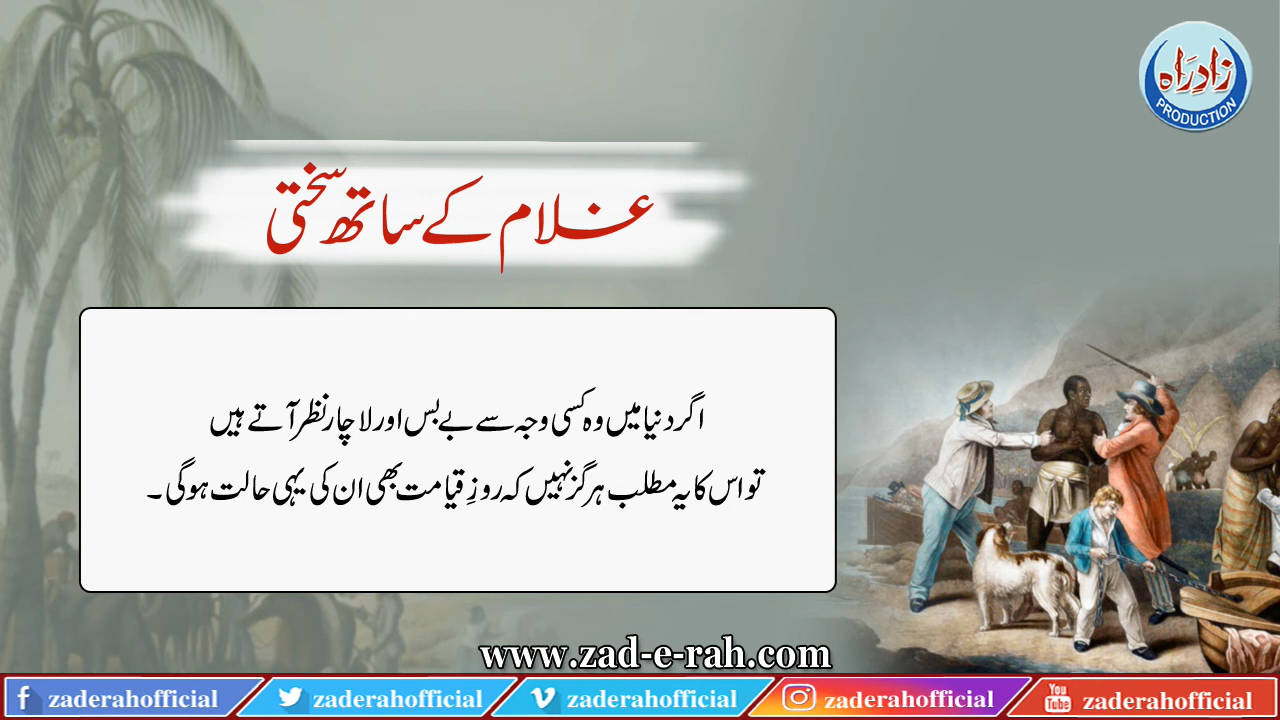 زادِرَاہ
PRODUCTION
غلام کے ساتھ سختی
اگر دنیا میں وہ کسی وجہ سے بے بس اور لاچار نظر آتے ہیں
تو اس کا یہ مطلب ہرگز نہیں کہ روزِ قیامت بھی ان کی یہی حالت ہوگی ۔
www.zad-e-rah.com
zaderahofficial zaderahofficial zaderahofficial zaderahofficial You Tube zaderahofficial